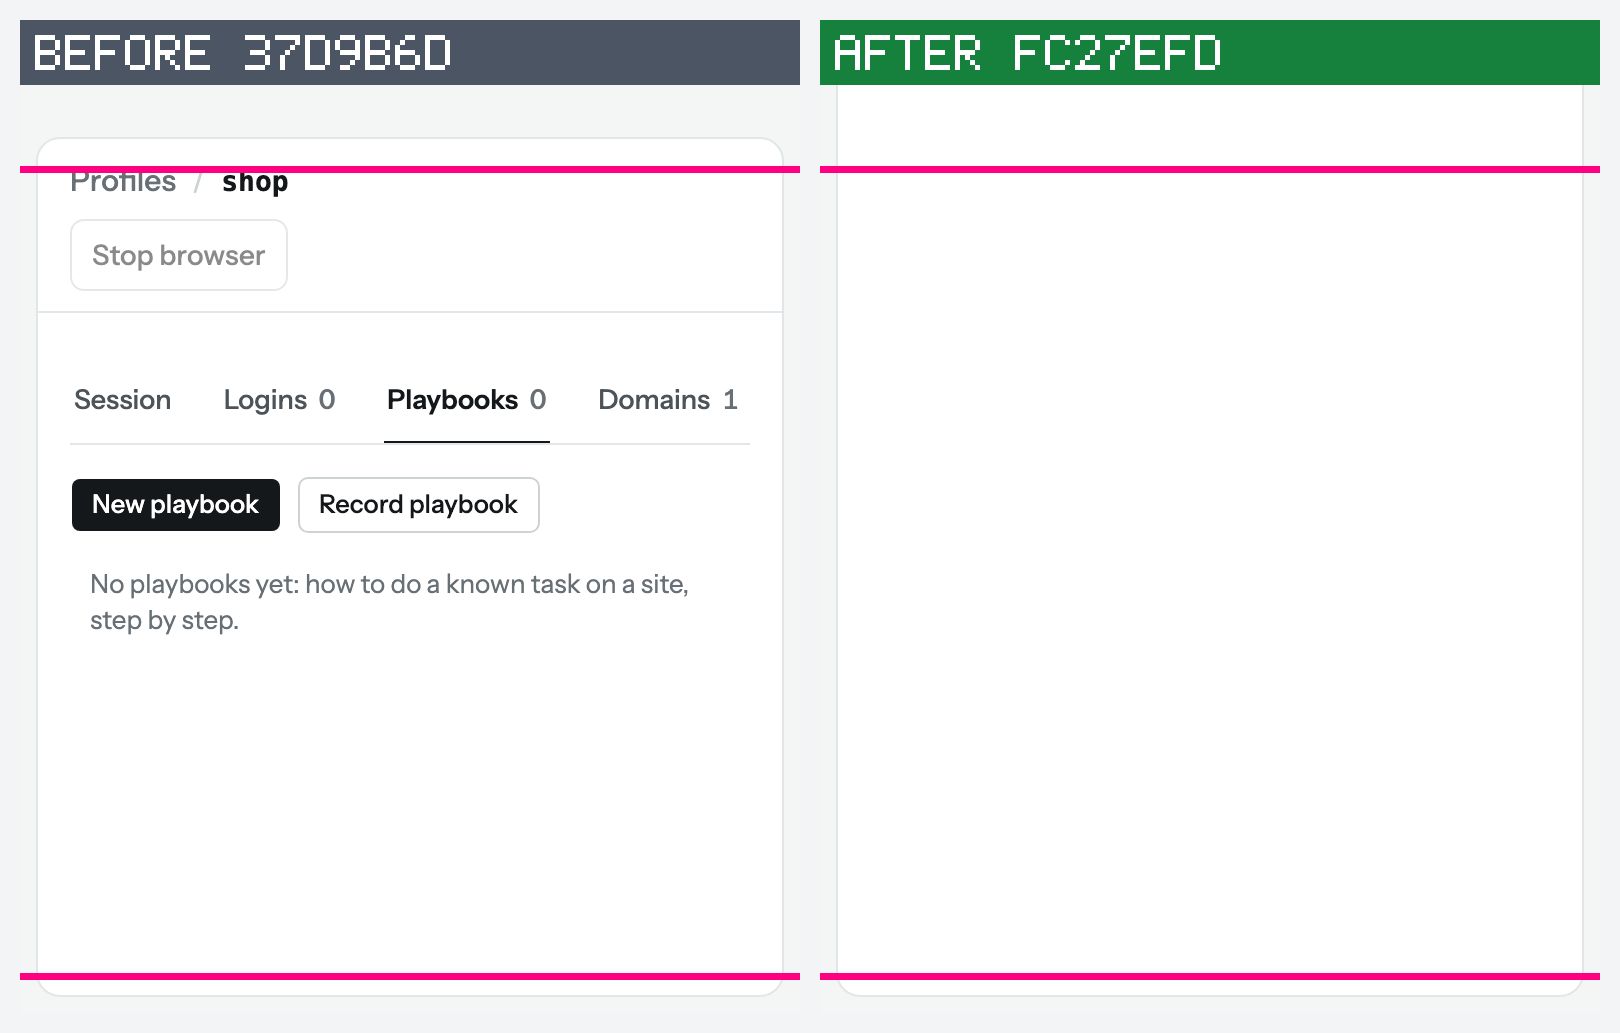 BEFORE 37D9B6D
Profiles / shop
Stop browser
Session Logins 0 Playbooks 0 Domains 1
New playbook Record playbook
No playbooks yet: how to do a known task on a site,
step by step.
AFTER FC27EFD